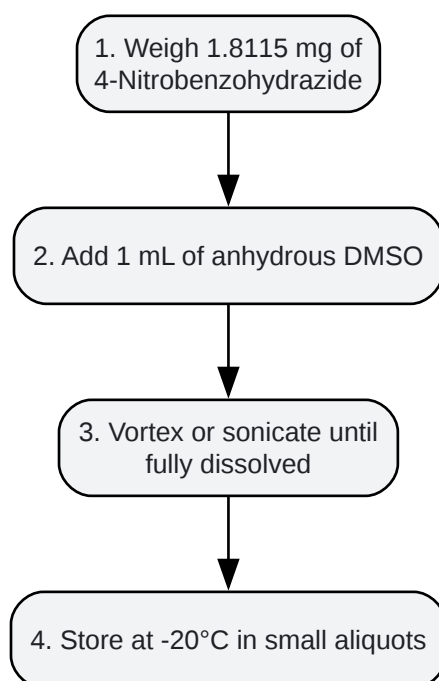 1. Weigh 1.8115 mg of
4-Nitrobenzohydrazide
2. Add 1 mL of anhydrous DMSO
3. Vortex or sonicate until
fully dissolved
4. Store at -20°C in small aliquots